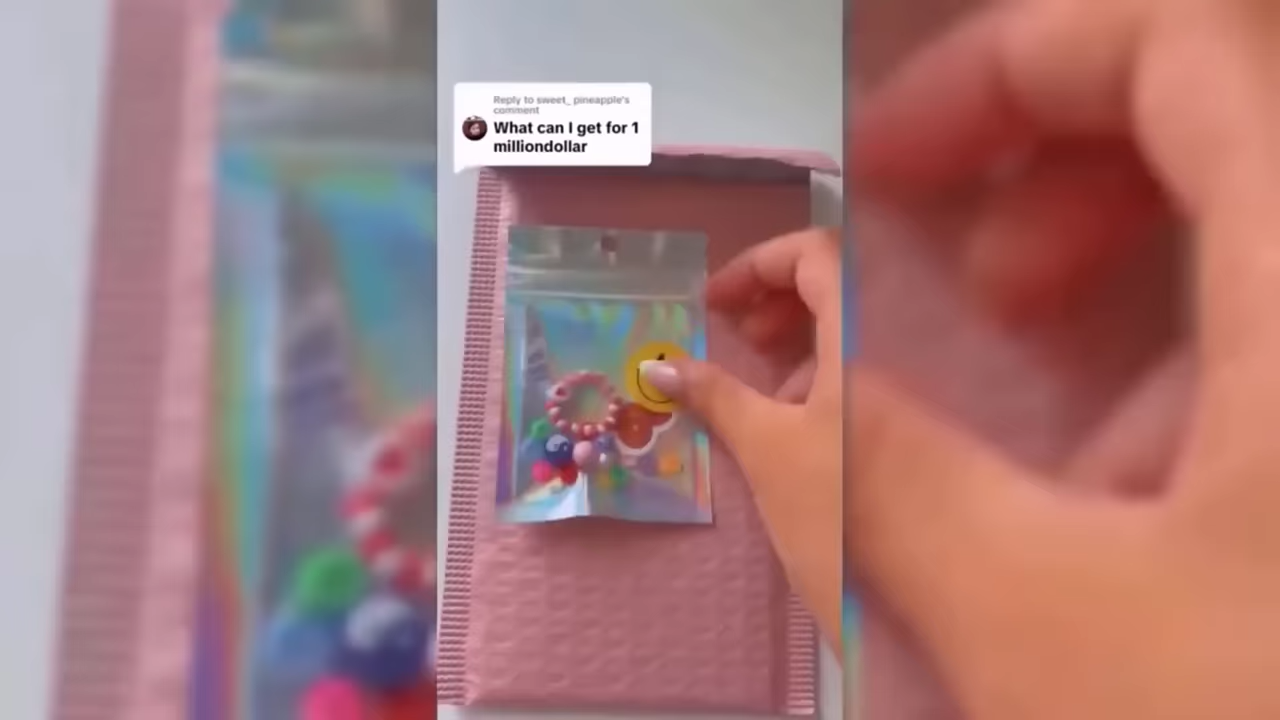 Reply to sweet_ pineapple's
comment
What can I get for 1
milliondollar